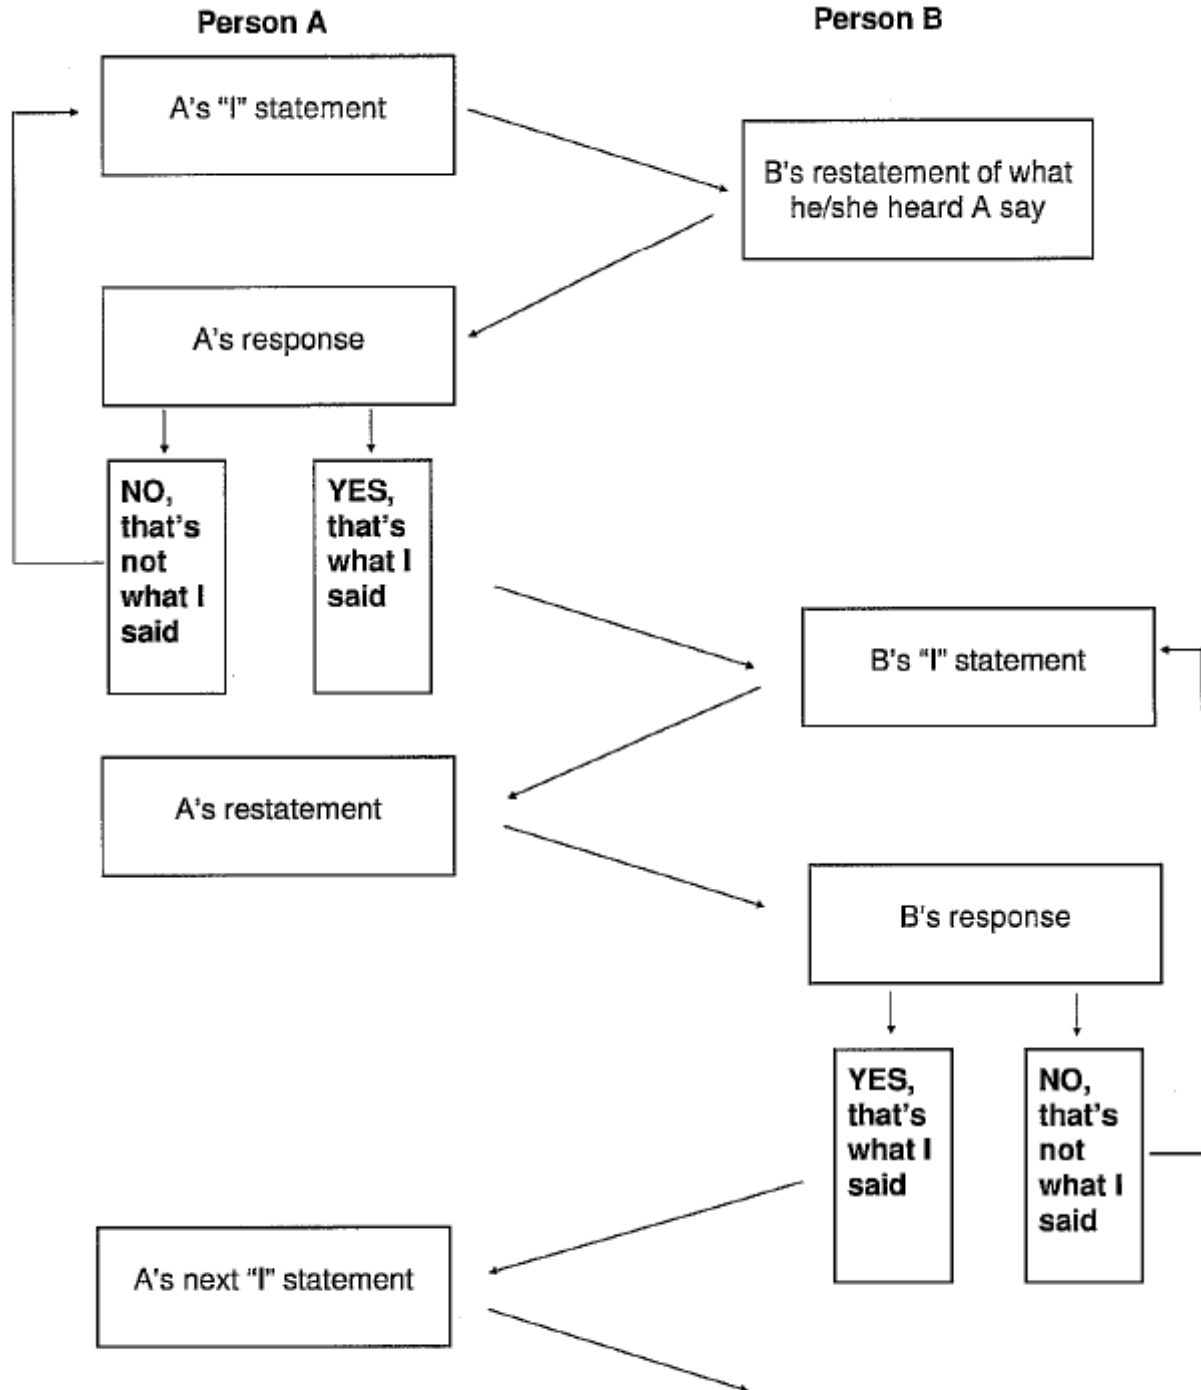 Person A
Person B
A's "I" statement
B's restatement of what
he/she heard A say
A's response
NO,
that's
not
what I
said
YES,
that's
what I
said
B's "I" statement
A's restatement
B's response
YES,
that's
what I
said
NO,
that's
not
what I
said
A's next "I" statement